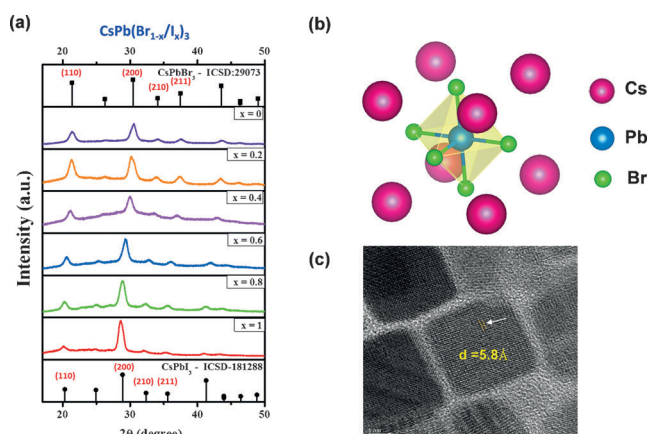 (a)
CsPb(Br1-x/Ix)3
20 30 40 50
CsPbBr3 - ICSD:29073
(110)
(200)
(210)
(211)
x = 0
x = 0.2
x = 0.4
x = 0.6
x = 0.8
x = 1
CsPbI3 - ICSD-181288
(110)
(200)
(210)
(211)
20 30 40 50
2θ (degree)
Intensity (a.u.)
(b)
Cs
Pb
Br
(c)
d =5.8Å